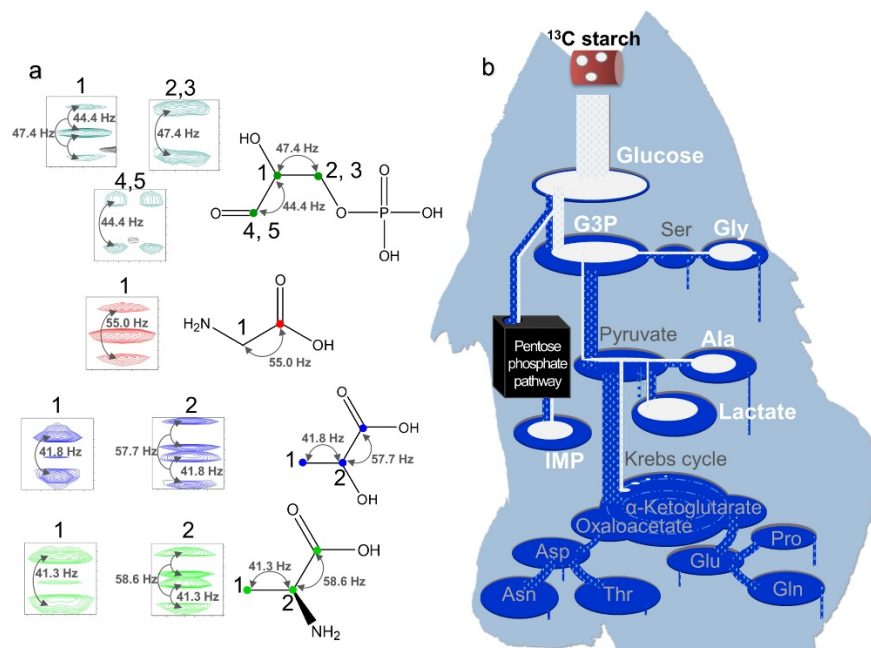 a
1
2,3
44.4 Hz
47.4 Hz
47.4 Hz
4,5
44.4 Hz
HO
47.4 Hz
1
2, 3
44.4 Hz
O
4, 5
O
O
P
OH
OH
1
55.0 Hz
H₂N
1
O
OH
55.0 Hz
1
41.8 Hz
2
57.7 Hz
41.8 Hz
O
OH
41.8 Hz
1
2
57.7 Hz
OH
1
41.3 Hz
2
58.6 Hz
41.3 Hz
O
OH
41.3 Hz
1
2
58.6 Hz
NH₂
b
¹³C starch
Glucose
G3P
Ser
Gly
Pentose
phosphate
pathway
Pyruvate
Ala
Lactate
IMP
Krebs cycle
α-Ketoglutarate
Oxaloacetate
Asp
Asn
Thr
Glu
Pro
Gln